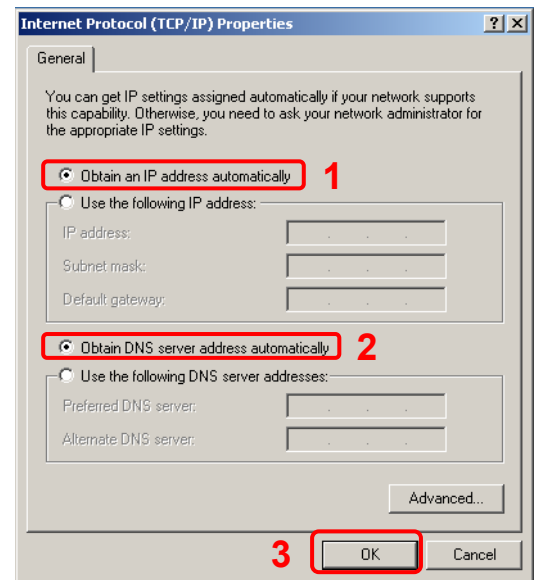 Internet Protocol (TCP/IP) Properties
General
You can get IP settings assigned automatically if your network supports
this capability. Otherwise, you need to ask your network administrator for
the appropriate IP settings.
Obtain an IP address automatically 1
Use the following IP address:
IP address:
Subnet mask:
Default gateway:
Obtain DNS server address automatically 2
Use the following DNS server addresses:
Preferred DNS server:
Alternate DNS server:
Advanced...
3 OK Cancel